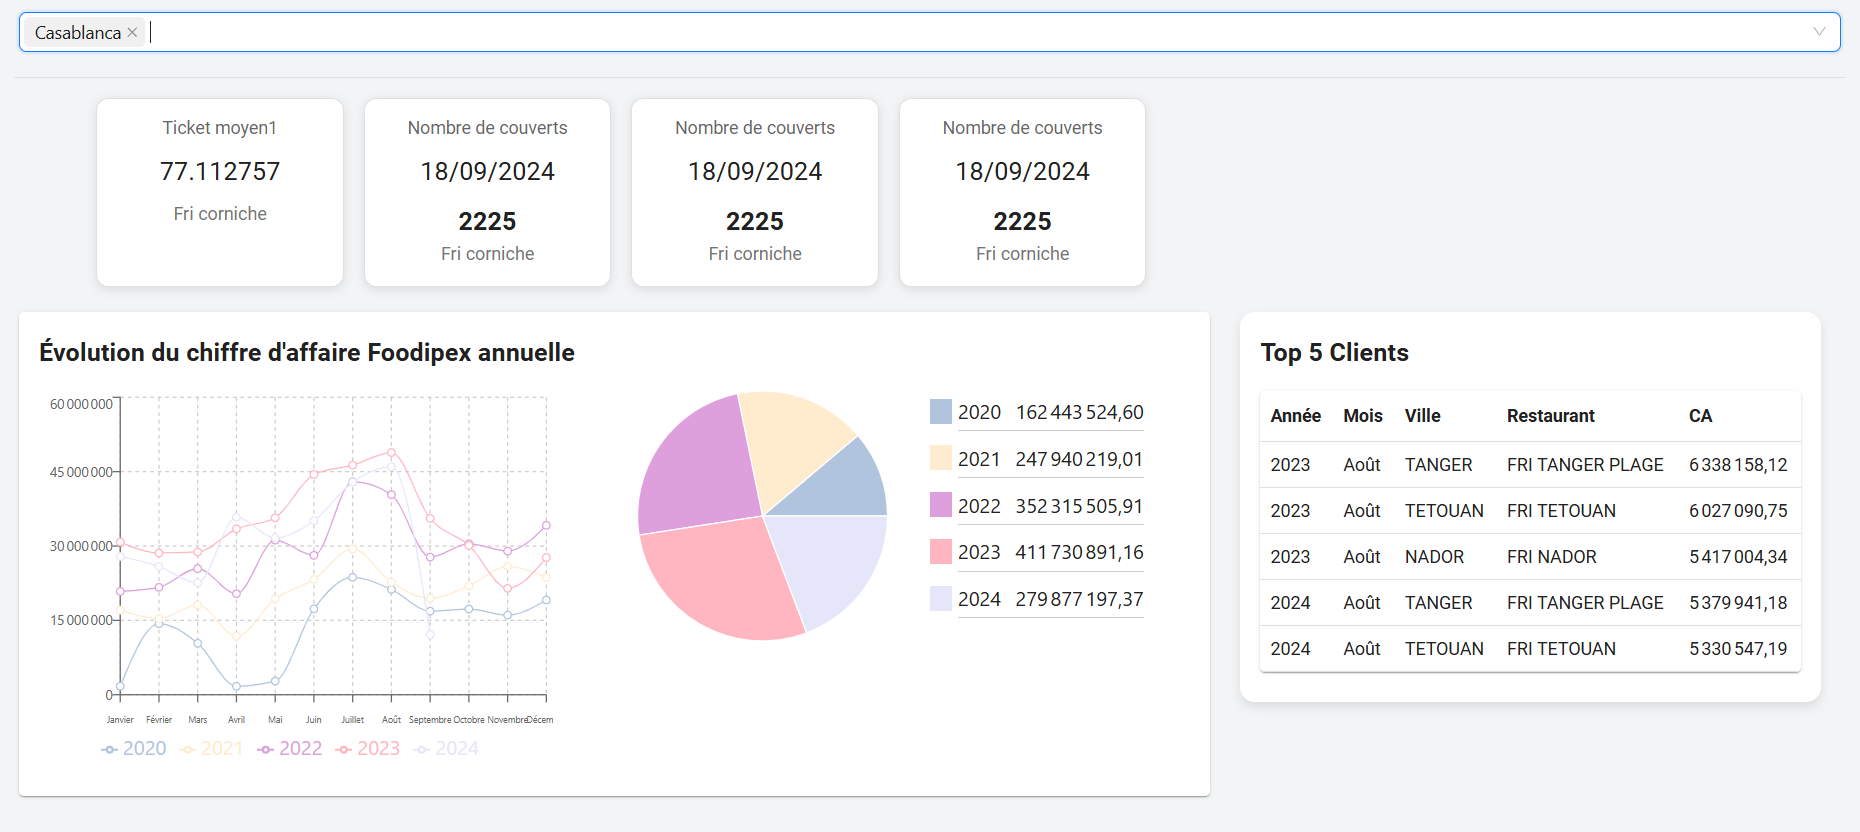 Casablanca
Ticket moyen1
77.112757
Fri corniche
Nombre de couverts
18/09/2024
2225
Fri corniche
Nombre de couverts
18/09/2024
2225
Fri corniche
Nombre de couverts
18/09/2024
2225
Fri corniche
Évolution du chiffre d'affaire Foodipex annuelle
60 000 000
45 000 000
30 000 000
15 000 000
0
Janvier Février Mars Avril Mai Juin Juillet Août Septembre Octobre Novembre Décem
2020 2021 2022 2023 2024
2020 162 443 524,60
2021 247 940 219,01
2022 352 315 505,91
2023 411 730 891,16
2024 279 877 197,37
Top 5 Clients
Année Mois Ville Restaurant CA
2023 Août TANGER FRI TANGER PLAGE 6 338 158,12
2023 Août TETOUAN FRI TETOUAN 6 027 090,75
2023 Août NADOR FRI NADOR 5 417 004,34
2024 Août TANGER FRI TANGER PLAGE 5 379 941,18
2024 Août TETOUAN FRI TETOUAN 5 330 547,19